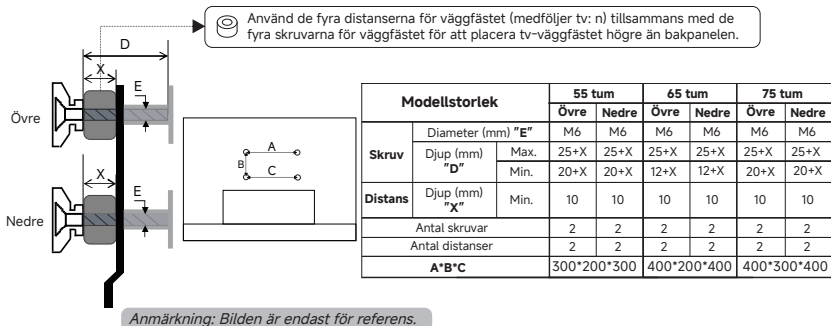 Använd de fyra distanserna för väggfästet (medföljer tv: n) tillsammans med de
fyra skruvarna för väggfästet för att placera tv-väggfästet högre än bakpanelen.
D
X
E
Övre
X
E
Nedre
A
B
C
Modellstorlek 55 tum 65 tum 75 tum
Övre Nedre Övre Nedre Övre Nedre
Skruv Diameter (mm) "E" M6 M6 M6 M6 M6 M6
Djup (mm) "D" Max. 25+X 25+X 25+X 25+X 25+X 25+X
Min. 20+X 20+X 12+X 12+X 20+X 20+X
Distans Djup (mm) "X" Min. 10 10 10 10 10 10
Antal skruvar 2 2 2 2 2 2
Antal distanser 2 2 2 2 2 2
A*B*C 300*200*300 400*200*400 400*300*400
Anmärkning: Bilden är endast för referens.